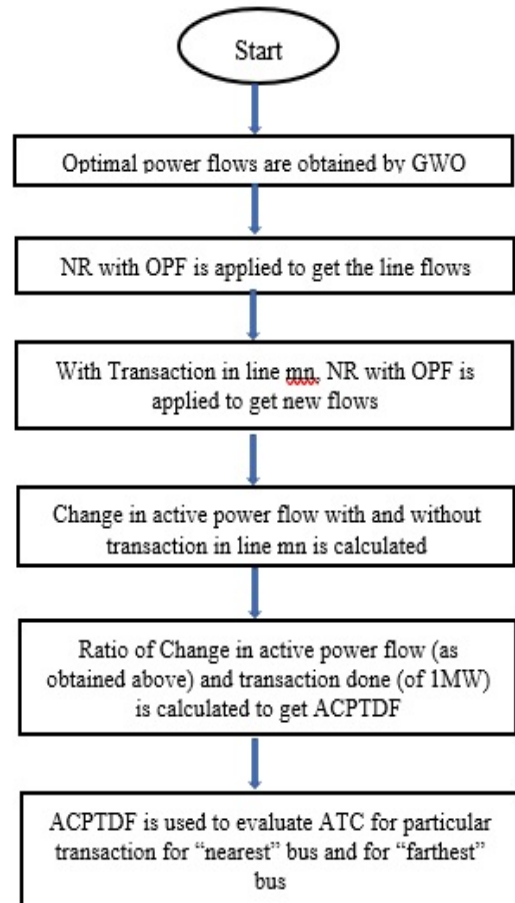 Start
Optimal power flows are obtained by GWO
NR with OPF is applied to get the line flows
With Transaction in line mn, NR with OPF is
applied to get new flows
Change in active power flow with and without
transaction in line mn is calculated
Ratio of Change in active power flow (as
obtained above) and transaction done (of 1MW)
is calculated to get ACPTDF
ACPTDF is used to evaluate ATC for particular
transaction for “nearest” bus and for “farthest”
bus